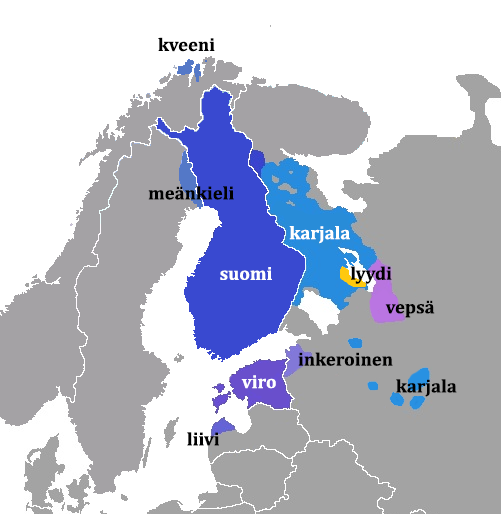 kveeni
meänkieli
karjala
suomi
lyydi
vepsä
inkeroinen
viro
karjala
liivi